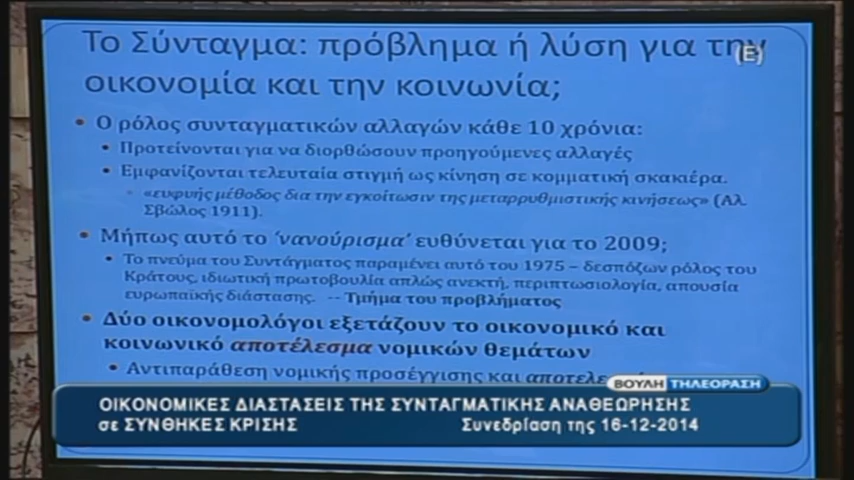 Το Σύνταγμα: πρόβλημα ή λύση για την
(E)
οικονομία και την κοινωνία;
• Ο ρόλος συνταγματικών αλλαγών κάθε 10 χρόνια:
• Προτείνονται για να διορθώσουν προηγούμενες αλλαγές
• Εμφανίζονται τελευταία στιγμή ως κίνηση σε κομματική σκακιέρα.
◦ «ευφυής μέθοδος δια την εγκοίτωσιν της μεταρρυθμιστικής κινήσεως» (Αλ.
Σβώλος 1911).
• Μήπως αυτό το ‘νανούρισμα’ ευθύνεται για το 2009;
• Το πνεύμα του Συντάγματος παραμένει αυτό του 1975 – δεσπόζων ρόλος του
Κράτους, ιδιωτική πρωτοβουλία απλώς ανεκτή, περιπτωσιολογία, απουσία
ευρωπαϊκής διάστασης. -- Τμήμα του προβλήματος
• Δύο οικονομολόγοι εξετάζουν το οικονομικό και
κοινωνικό αποτέλεσμα νομικών θεμάτων
• Αντιπαράθεση νομικής προσέγγισης και
ΒΟΥΛΗ ΤΗΛΕΟΡΑΣΗ
ΟΙΚΟΝΟΜΙΚΕΣ ΔΙΑΣΤΑΣΕΙΣ ΤΗΣ ΣΥΝΤΑΓΜΑΤΙΚΗΣ ΑΝΑΘΕΩΡΗΣΗΣ
σε ΣΥΝΘΗΚΕΣ ΚΡΙΣΗΣ Συνεδρίαση της 16-12-2014